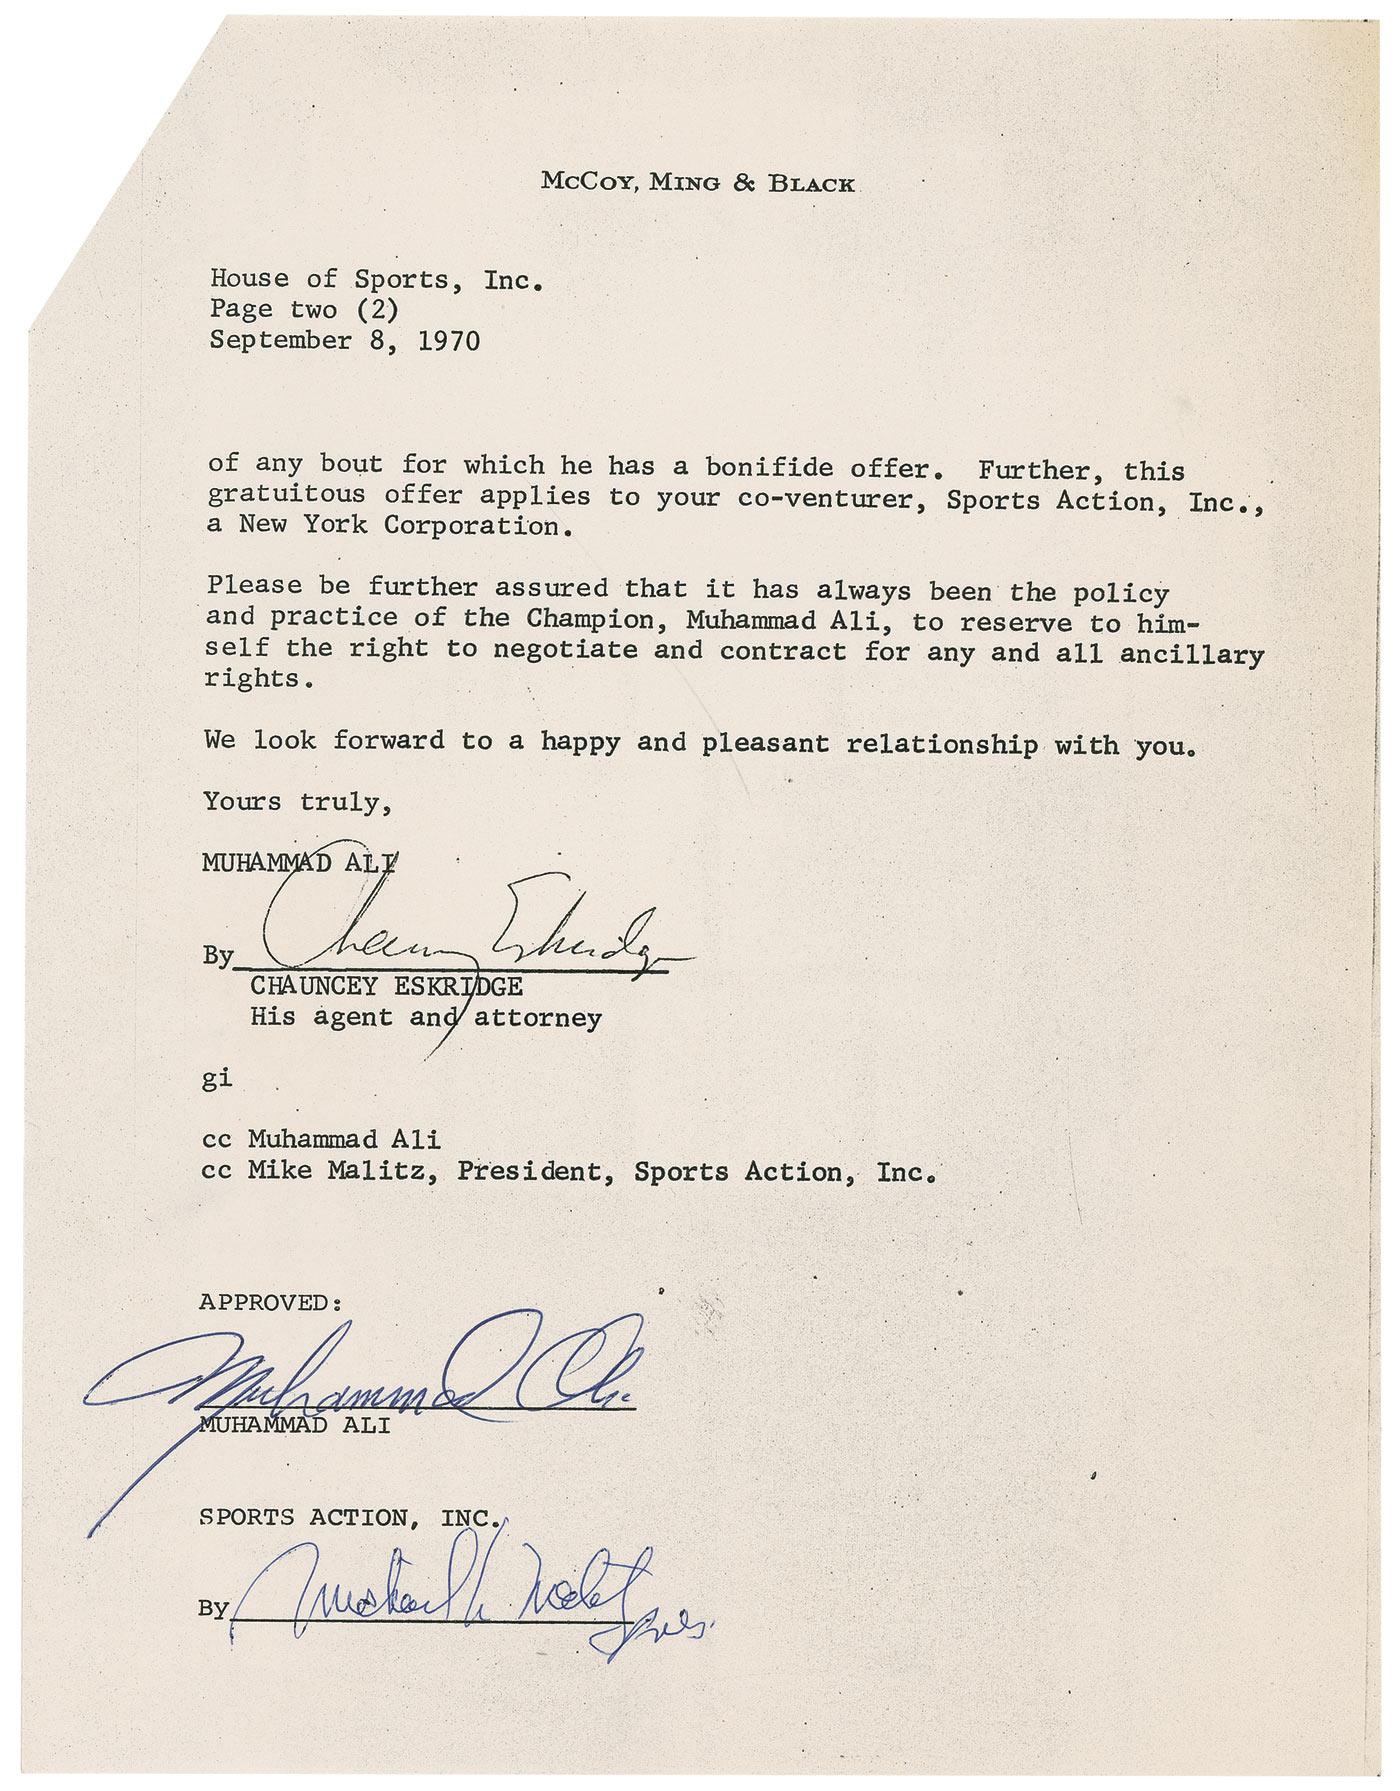 McCoy, Ming & Black
House of Sports, Inc.
Page two (2)
September 8, 1970
of any bout for which he has a bonifide offer. Further, this
gratuitous offer applies to your co-venturer, Sports Action, Inc.,
a New York Corporation.
Please be further assured that it has always been the policy
and practice of the Champion, Muhammad Ali, to reserve to him-
self the right to negotiate and contract for any and all ancillary
rights.
We look forward to a happy and pleasant relationship with you.
Yours truly,
MUHAMMAD ALI
By Chauncey Eskridge
CHAUNCEY ESKRIDGE
His agent and attorney
gi
cc Muhammad Ali
cc Mike Malitz, President, Sports Action, Inc.
APPROVED:
Muhammad Ali
MUHAMMAD ALI
SPORTS ACTION, INC.
By Michael Malitz Pres.